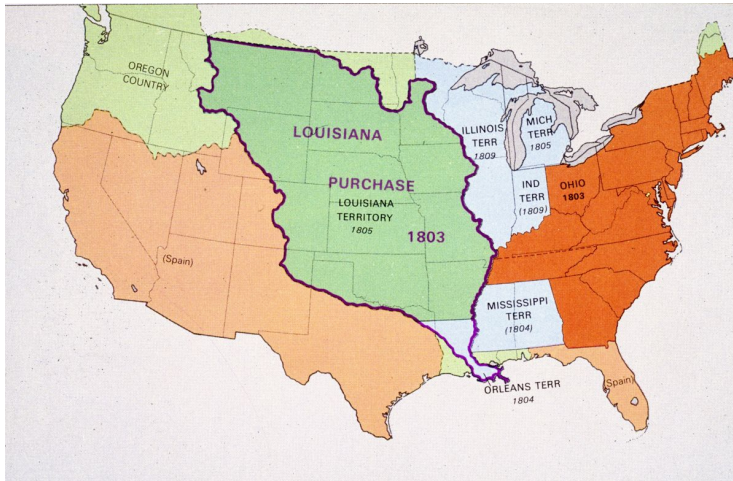 OREGON
COUNTRY
LOUISIANA
PURCHASE
LOUISIANA
TERRITORY
1805
1803
ILLINOIS
TERR
1809
MICH
TERR
1805
IND
TERR
(1809)
OHIO
1803
(Spain)
MISSISSIPPI
TERR
(1804)
ORLEANS TERR
1804
(Spain)